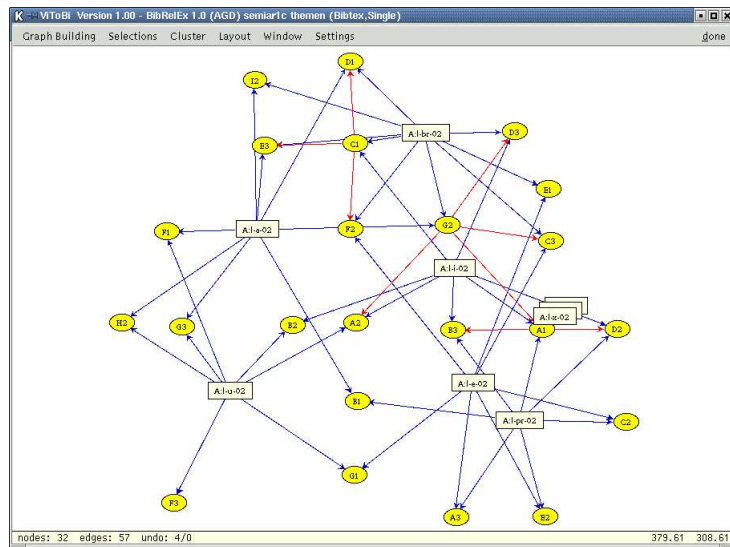 K ViToBi Version 1.00 - BibRelEx 1.0 (AGD) semiar1c themen (Bibtex,Single)
Graph Building Selections Cluster Layout Window Settings done
D1
I2
A:l-br-02
D3
B3
C1
E1
F1
A:l-a-02
F2
G2
C3
A:l-i-02
H2
G3
B2
A2
B3
A1
A:l-x-02
D2
A:l-u-02
A:l-e-02
B1
A:l-pr-02
C2
G1
F3
A3
B2
nodes: 32 edges: 57 undo: 4/0 379.61 308.61